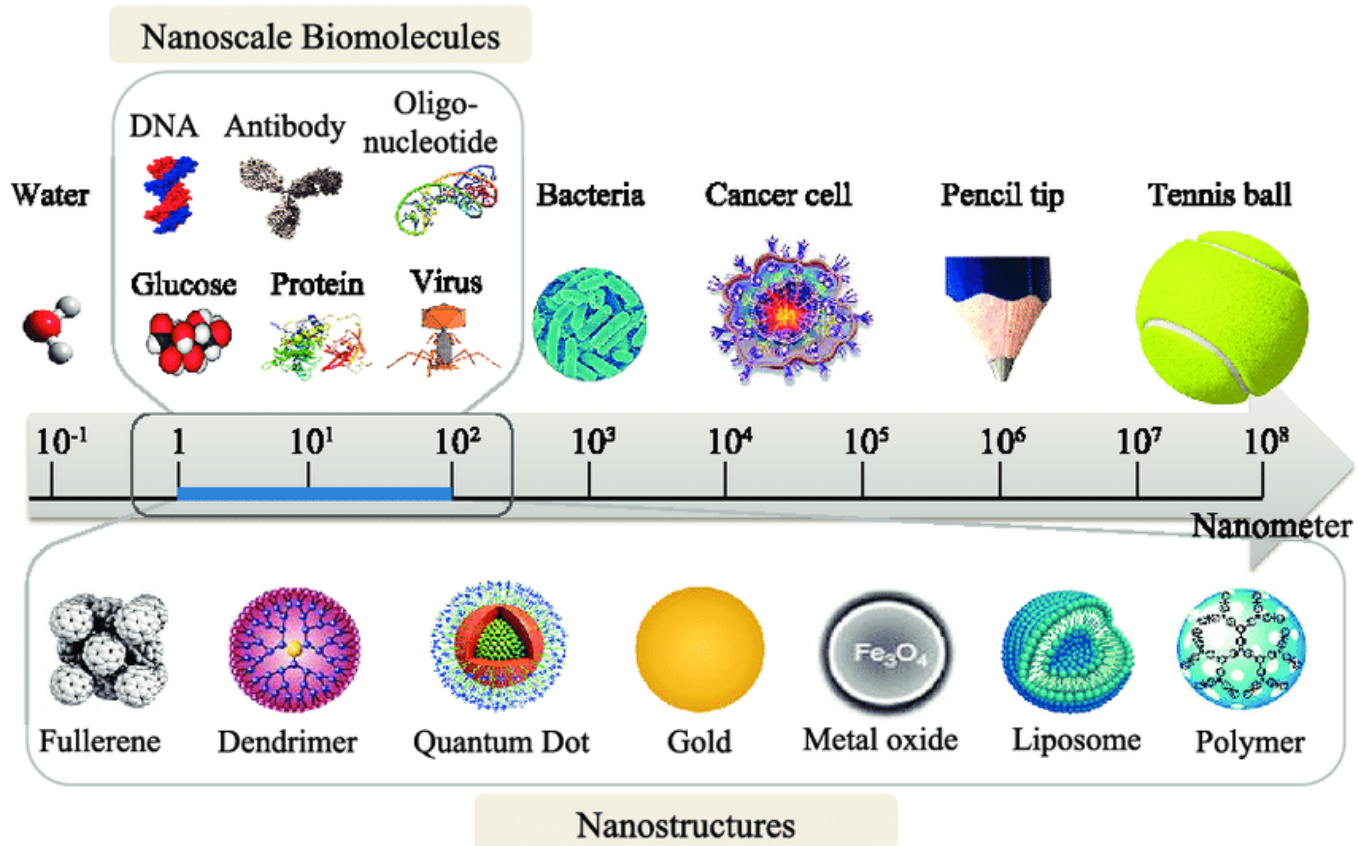 Nanoscale Biomolecules
DNA Antibody Oligo-
nucleotide
Water
Bacteria Cancer cell Pencil tip Tennis ball
Glucose Protein Virus
10⁻¹ 1 10¹ 10² 10³ 10⁴ 10⁵ 10⁶ 10⁷ 10⁸
Nanometer
Fe₃O₄
Fullerene Dendrimer Quantum Dot Gold Metal oxide Liposome Polymer
Nanostructures